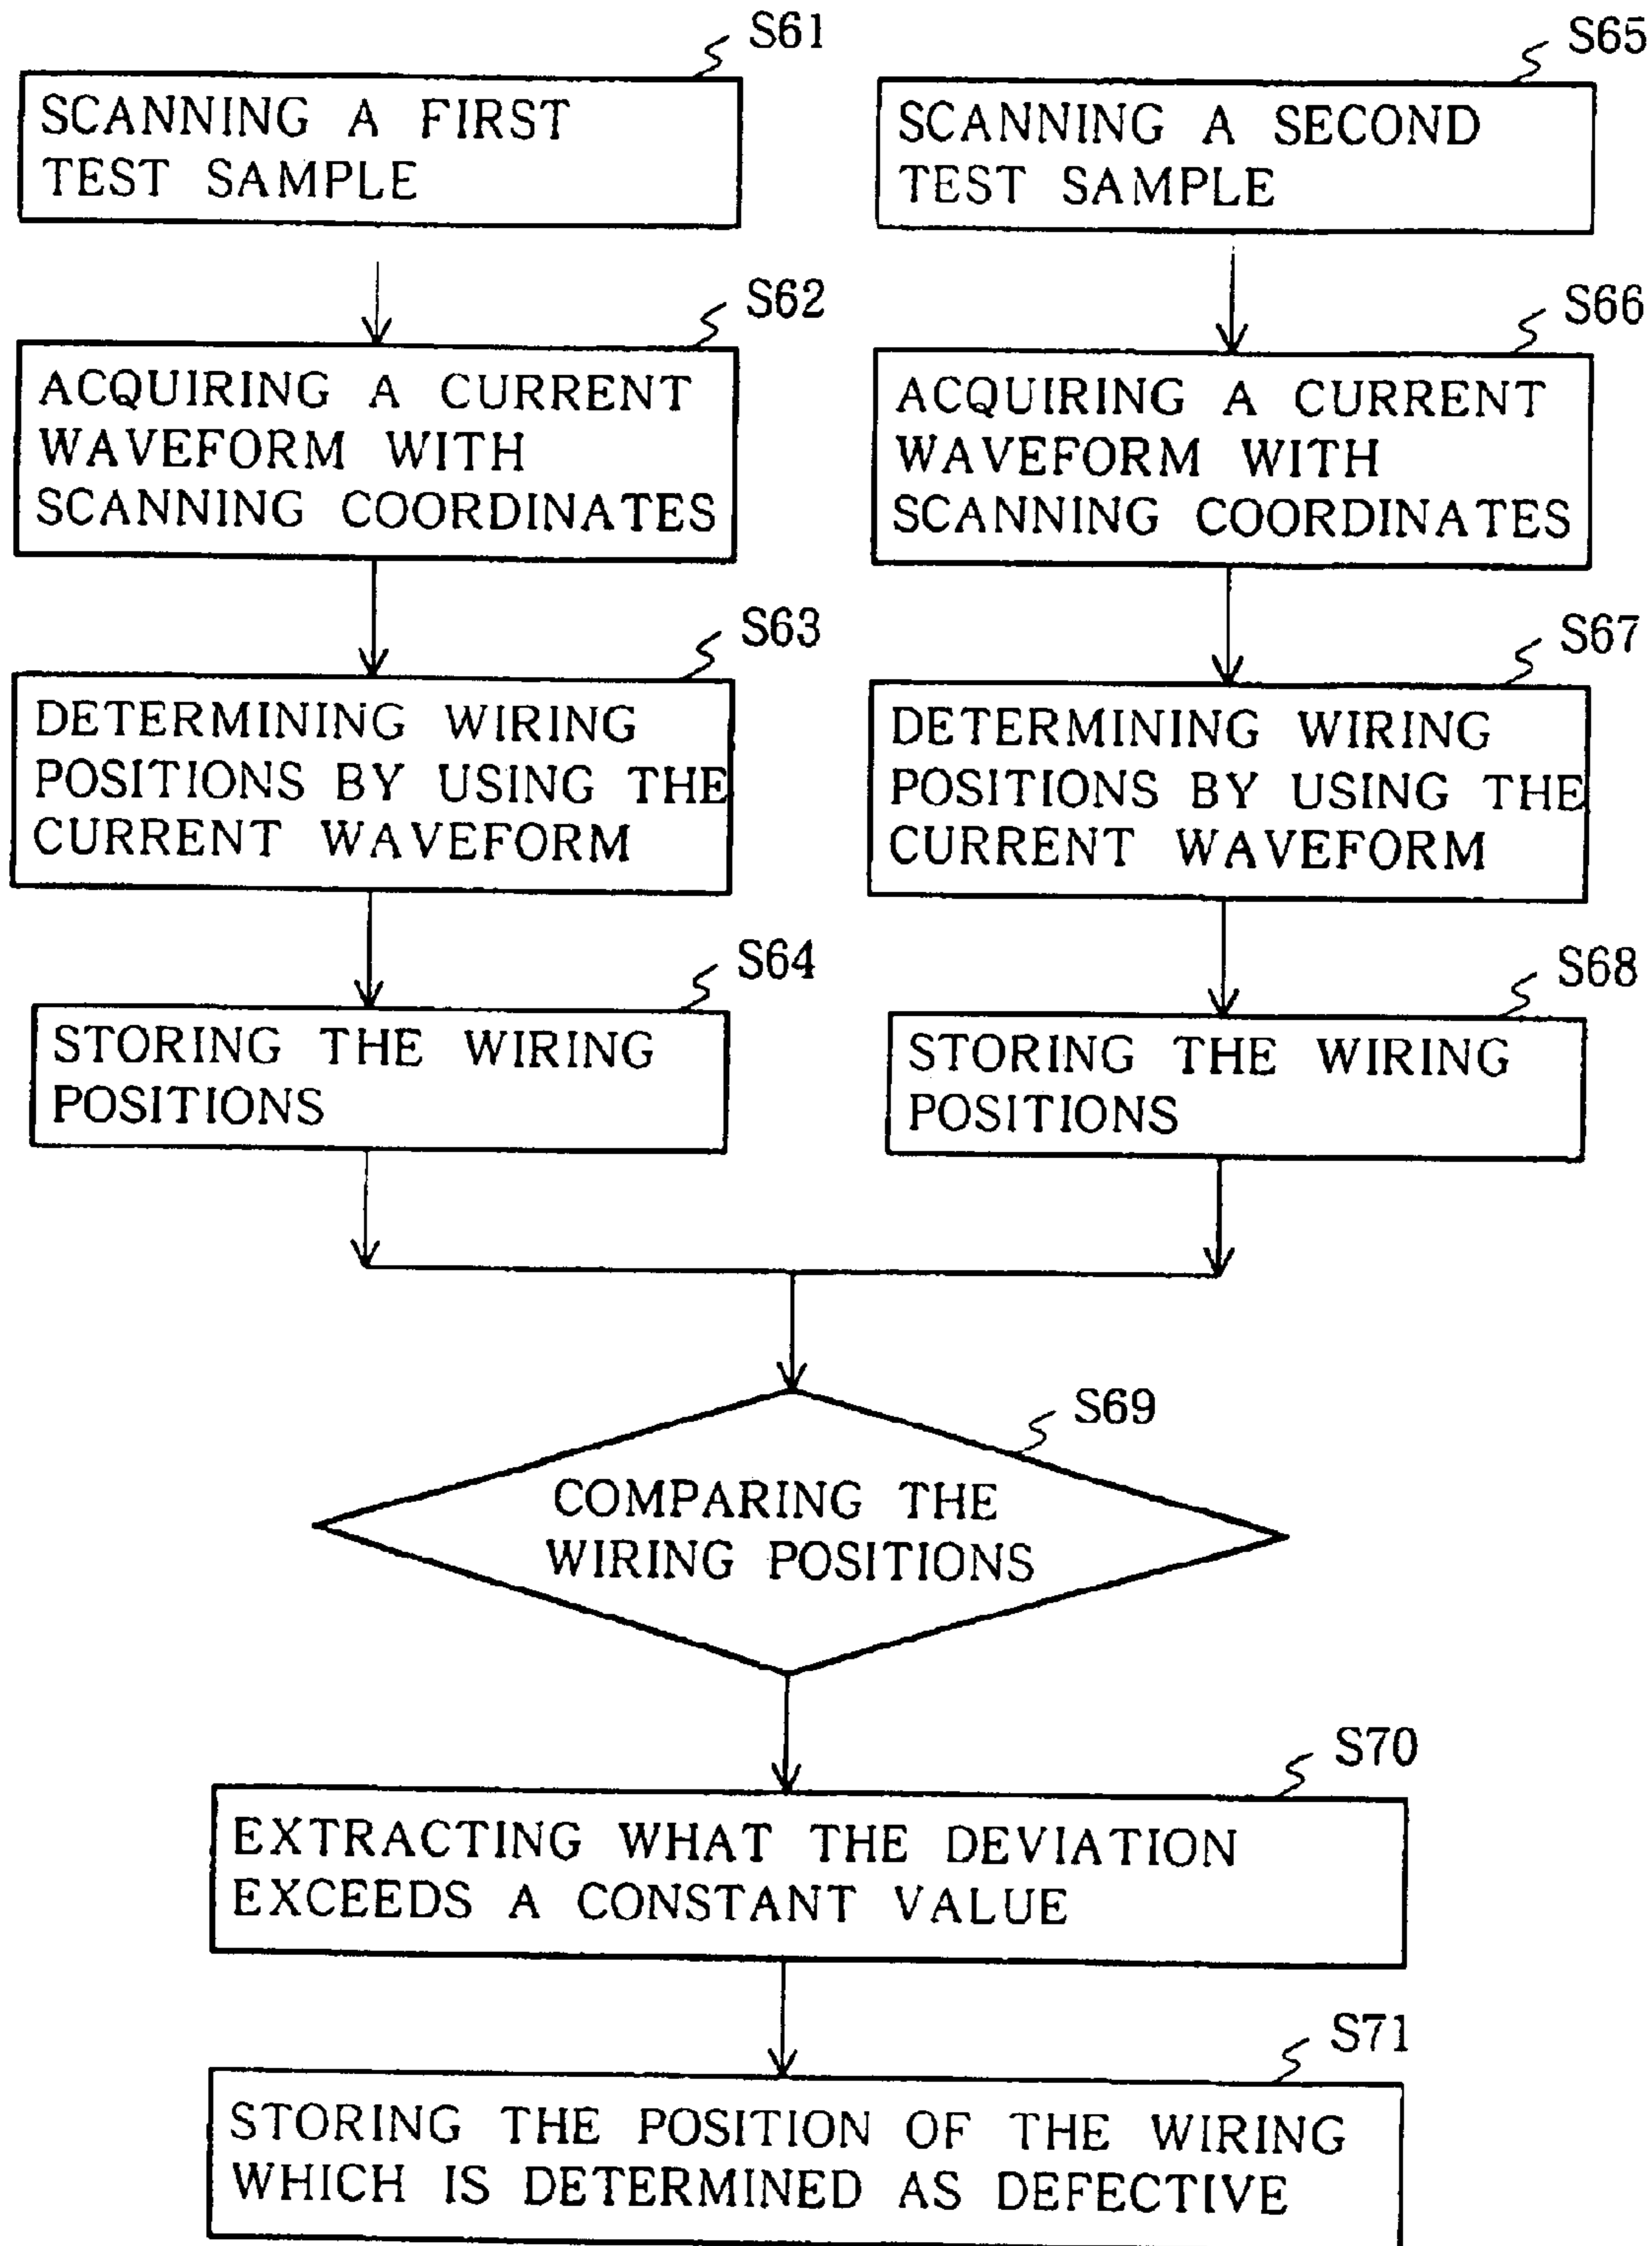 S61
SCANNING A FIRST
TEST SAMPLE
S62
ACQUIRING A CURRENT
WAVEFORM WITH
SCANNING COORDINATES
S63
DETERMINING WIRING
POSITIONS BY USING THE
CURRENT WAVEFORM
S64
STORING THE WIRING
POSITIONS
S65
SCANNING A SECOND
TEST SAMPLE
S66
ACQUIRING A CURRENT
WAVEFORM WITH
SCANNING COORDINATES
S67
DETERMINING WIRING
POSITIONS BY USING THE
CURRENT WAVEFORM
S68
STORING THE WIRING
POSITIONS
S69
COMPARING THE
WIRING POSITIONS
S70
EXTRACTING WHAT THE DEVIATION
EXCEEDS A CONSTANT VALUE
S71
STORING THE POSITION OF THE WIRING
WHICH IS DETERMINED AS DEFECTIVE